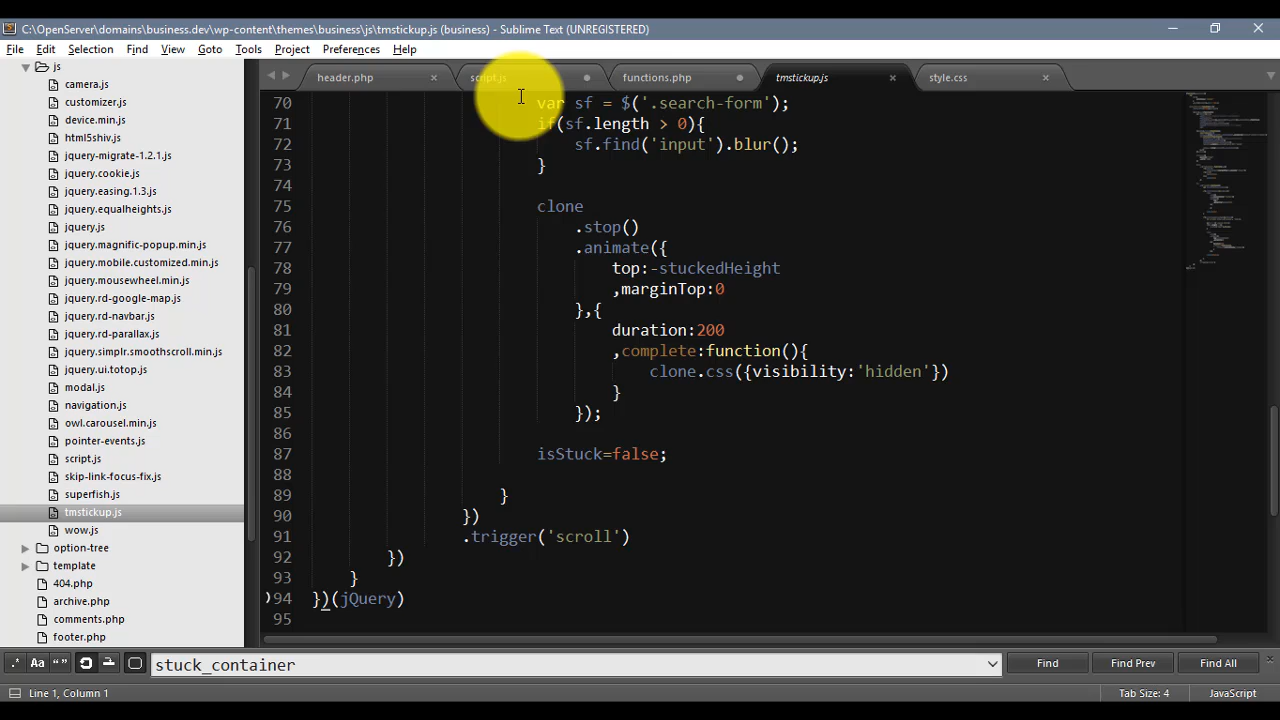 C:\OpenServer\domains\business.dev\wp-content\themes\business\js\tmstickup.js (business) - Sublime Text (UNREGISTERED)
File Edit Selection Find View Goto Tools Project Preferences Help
js
camera.js
customizer.js
device.min.js
html5shiv.js
jquery-migrate-1.2.1.js
jquery.cookie.js
jquery.easing.1.3.js
jquery.equalheights.js
jquery.js
jquery.magnific-popup.min.js
jquery.mobile.customized.min.js
jquery.mousewheel.min.js
jquery.rd-google-map.js
jquery.rd-navbar.js
jquery.rd-parallax.js
jquery.simplr.smoothscroll.min.js
jquery.ui.totop.js
modal.js
navigation.js
owl.carousel.min.js
pointer-events.js
script.js
skip-link-focus-fix.js
superfish.js
tmstickup.js
wow.js
option-tree
template
404.php
archive.php
comments.php
footer.php
header.php script.js functions.php tmstickup.js style.css
70 var sf = $('.search-form');
71 if(sf.length > 0){
72 sf.find('input').blur();
73 }
74
75 clone
76 .stop()
77 .animate({
78 top:-stuckedHeight
79 ,marginTop:0
80 },{
81 duration:200
82 ,complete:function(){
83 clone.css({visibility:'hidden'})
84 }
85 });
86
87 isStuck=false;
88
89 }
90 })
91 .trigger('scroll')
92 })
93 }
94 })(jQuery)
95
.* Aa “” stuck_container Find Find Prev Find All
Line 1, Column 1 Tab Size: 4 JavaScript